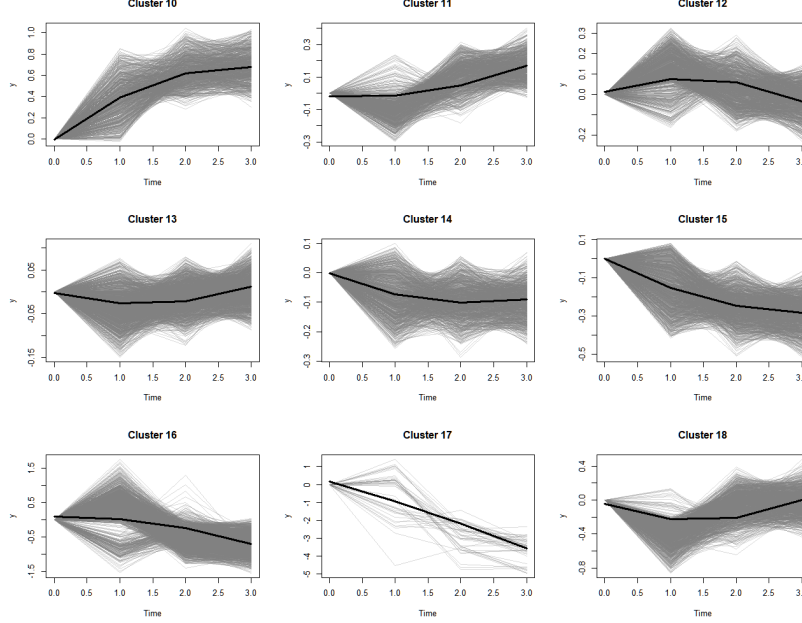 Cluster 10
Cluster 11
Cluster 12
y
0.0 0.2 0.4 0.6 0.8 1.0
0.0 0.5 1.0 1.5 2.0 2.5 3.0
Time
y
-0.3 -0.1 0.1 0.3
0.0 0.5 1.0 1.5 2.0 2.5 3.0
Time
y
-0.2 0.0 0.1 0.2 0.3
0.0 0.5 1.0 1.5 2.0 2.5 3.0
Time
Cluster 13
Cluster 14
Cluster 15
y
-0.15 -0.05 0.05
0.0 0.5 1.0 1.5 2.0 2.5 3.0
Time
y
-0.3 -0.2 -0.1 0.0 0.1
0.0 0.5 1.0 1.5 2.0 2.5 3.0
Time
y
-0.5 -0.3 -0.1 0.1
0.0 0.5 1.0 1.5 2.0 2.5 3.0
Time
Cluster 16
Cluster 17
Cluster 18
y
-1.5 -0.5 0.5 1.5
0.0 0.5 1.0 1.5 2.0 2.5 3.0
Time
y
-5 -4 -3 -2 -1 0 1
0.0 0.5 1.0 1.5 2.0 2.5 3.0
Time
y
-0.8 -0.4 0.0 0.4
0.0 0.5 1.0 1.5 2.0 2.5 3.0
Time